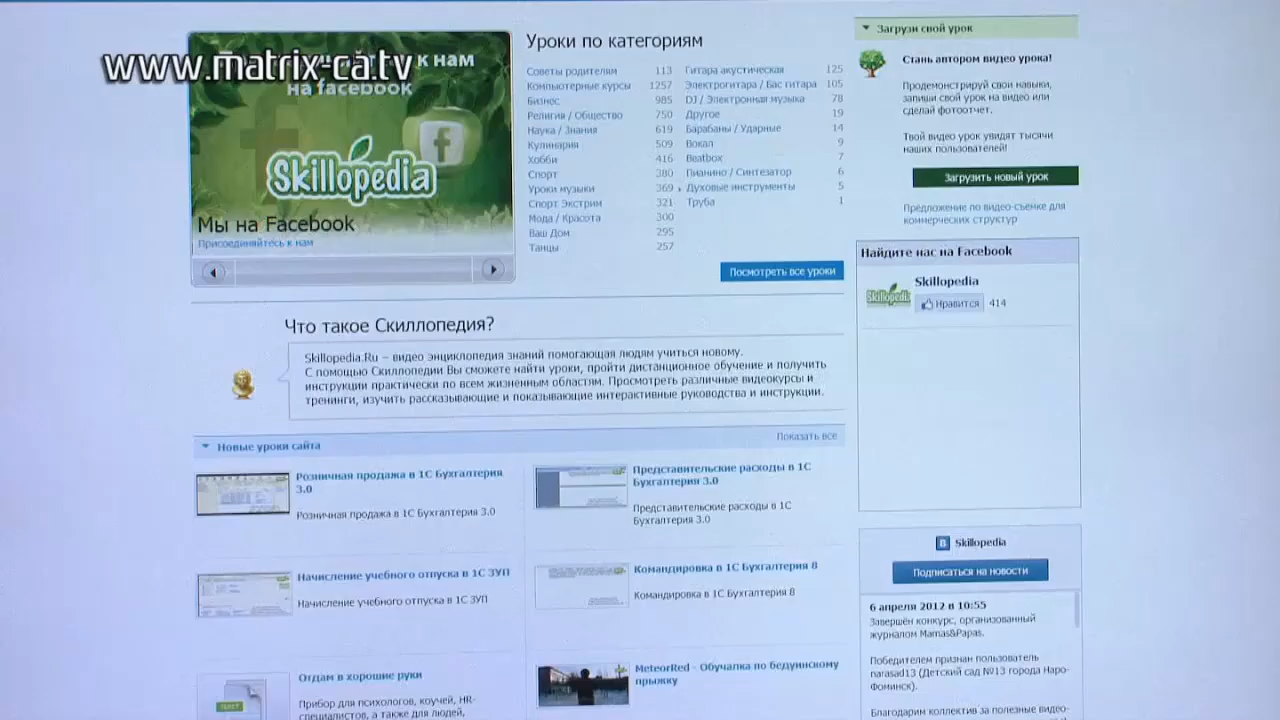 www.matrix-ca.tv
к нам
на facebook
Skillopedia
Мы на Facebook
Присоединяйтесь к нам
Уроки по категориям
Советы родителям 113
Компьютерные курсы 1257
Бизнес 985
Религия / Общество 750
Наука / Знания 619
Кулинария 509
Хобби 416
Спорт 380
Уроки музыки 369
Спорт Экстрим 321
Мода / Красота 300
Ваш Дом 295
Танцы 257
Гитара акустическая 125
Электрогитара / Бас гитара 105
DJ / Электронная музыка 78
Другое 19
Барабаны / Ударные 14
Вокал 9
Beatbox 7
Пианино / Синтезатор 6
Духовые инструменты 5
Труба 1
Посмотреть все уроки
Что такое Скиллопедия?
Skillopedia.Ru – видео энциклопедия знаний помогающая людям учиться новому.
С помощью Скиллопедии Вы сможете найти уроки, пройти дистанционное обучение и получить
инструкции практически по всем жизненным областям. Просмотреть различные видеокурсы и
тренинги, изучить рассказывающие и показывающие интерактивные руководства и инструкции.
Новые уроки сайта
Показать все
Розничная продажа в 1С Бухгалтерия
3.0
Розничная продажа в 1С Бухгалтерия 3.0
Представительские расходы в 1С
Бухгалтерия 3.0
Представительские расходы в 1С
Бухгалтерия 3.0
Начисление учебного отпуска в 1С ЗУП
Начисление учебного отпуска в 1С ЗУП
Командировка в 1С Бухгалтерия 8
Командировка в 1С Бухгалтерия 8
Отдам в хорошие руки
Прибор для психологов, коучей, HR-
специалистов, а также для людей,
ТЕКСТ
MeteorRed - Обучалка по бедуинскому
прыжку
Загрузи свой урок
Стань автором видео урока!
Продемонстрируй свои навыки,
запиши свой урок на видео или
сделай фотоотчет.
Твой видео урок увидят тысячи
наших пользователей!
Загрузить новый урок
Предложение по видео-съемке для
коммерческих структур
Найдите нас на Facebook
Skillopedia
Skillopedia
Нравится 414
B Skillopedia
Подписаться на новости
6 апреля 2012 в 10:55
Завершён конкурс, организованный
журналом Mamas&Papas.
Победителем признан пользователь
narasad13 (Детский сад №13 города Наро-
Фоминск).
Благодарим коллектив за полезные видео-